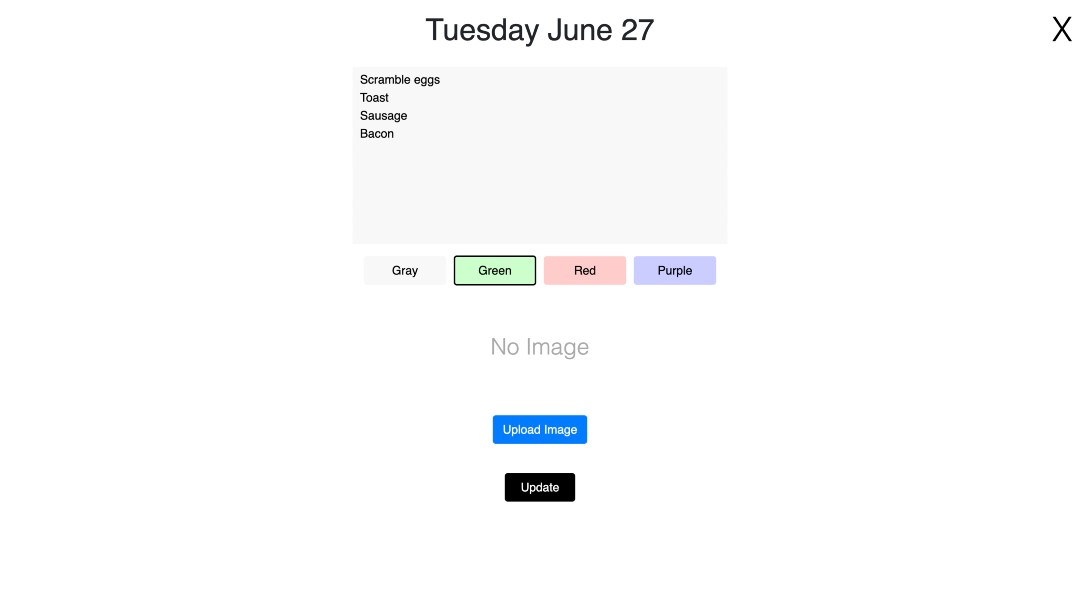 Tuesday June 27
X
Scramble eggs
Toast
Sausage
Bacon
Gray Green Red Purple
No Image
Upload Image
Update